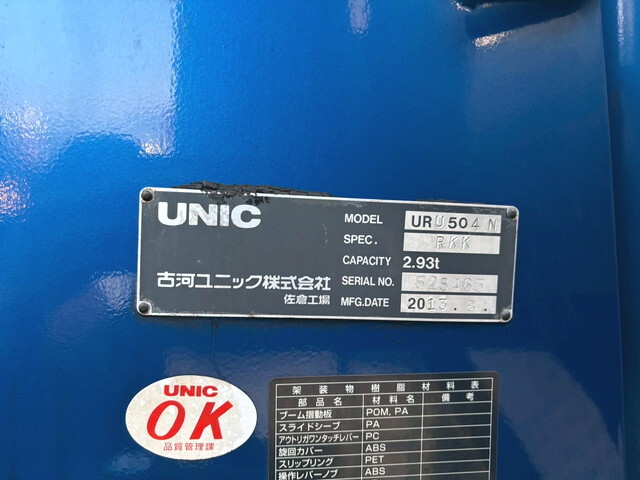 UNIC
MODEL URU504N
SPEC. RKK
CAPACITY 2.93t
古河ユニック株式会社
佐倉工場
SERIAL NO.
MFG.DATE 2013.3.
UNIC
OK
品質管理課
架装物樹脂材料表
部品名 材料名 備考
ブーム摺動板 POM, PA
スライドシーブ PA
アウトリガワンタッチレバー PC
旋回カバー ABS
スリップリング PET
操作レバーノブ ABS